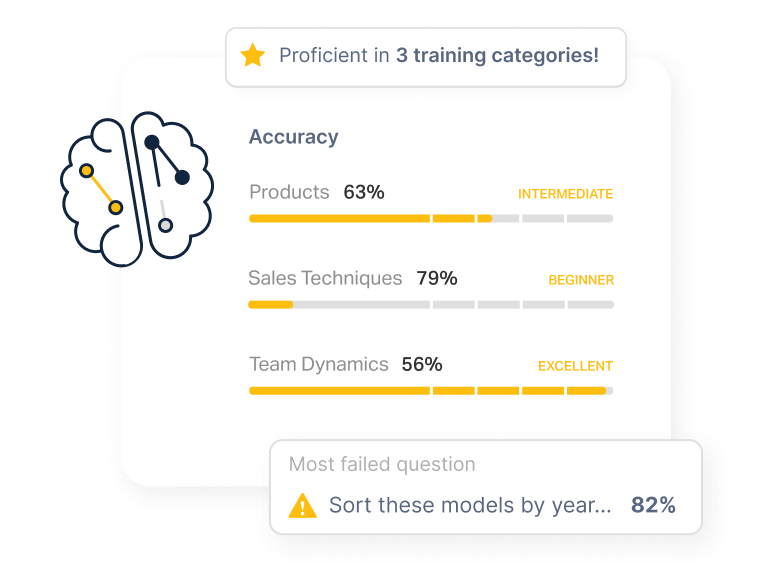 Proficient in 3 training categories!
Accuracy
Products 63% INTERMEDIATE
Sales Techniques 79% BEGINNER
Team Dynamics 56% EXCELLENT
Most failed question
Sort these models by year... 82%